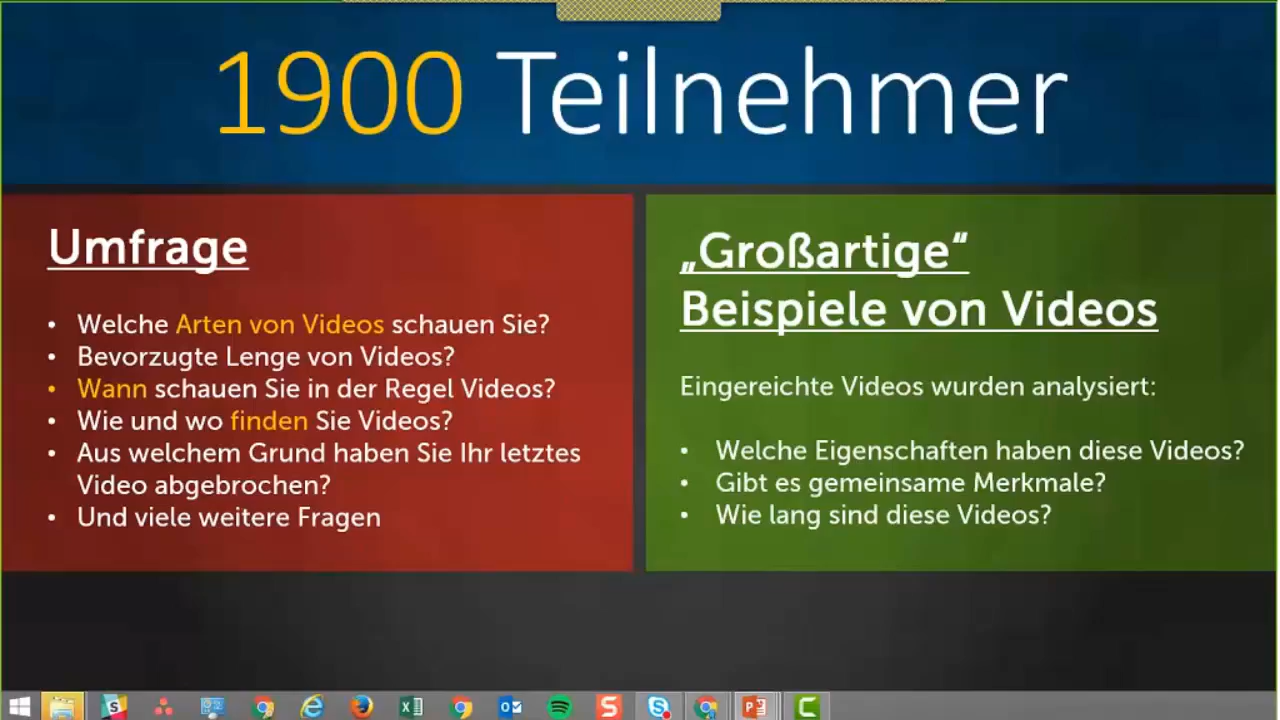 1900 Teilnehmer
Umfrage
• Welche Arten von Videos schauen Sie?
• Bevorzugte Lenge von Videos?
• Wann schauen Sie in der Regel Videos?
• Wie und wo finden Sie Videos?
• Aus welchem Grund haben Sie Ihr letztes
Video abgebrochen?
• Und viele weitere Fragen
„Großartige“
Beispiele von Videos
Eingereichte Videos wurden analysiert:
• Welche Eigenschaften haben diese Videos?
• Gibt es gemeinsame Merkmale?
• Wie lang sind diese Videos?